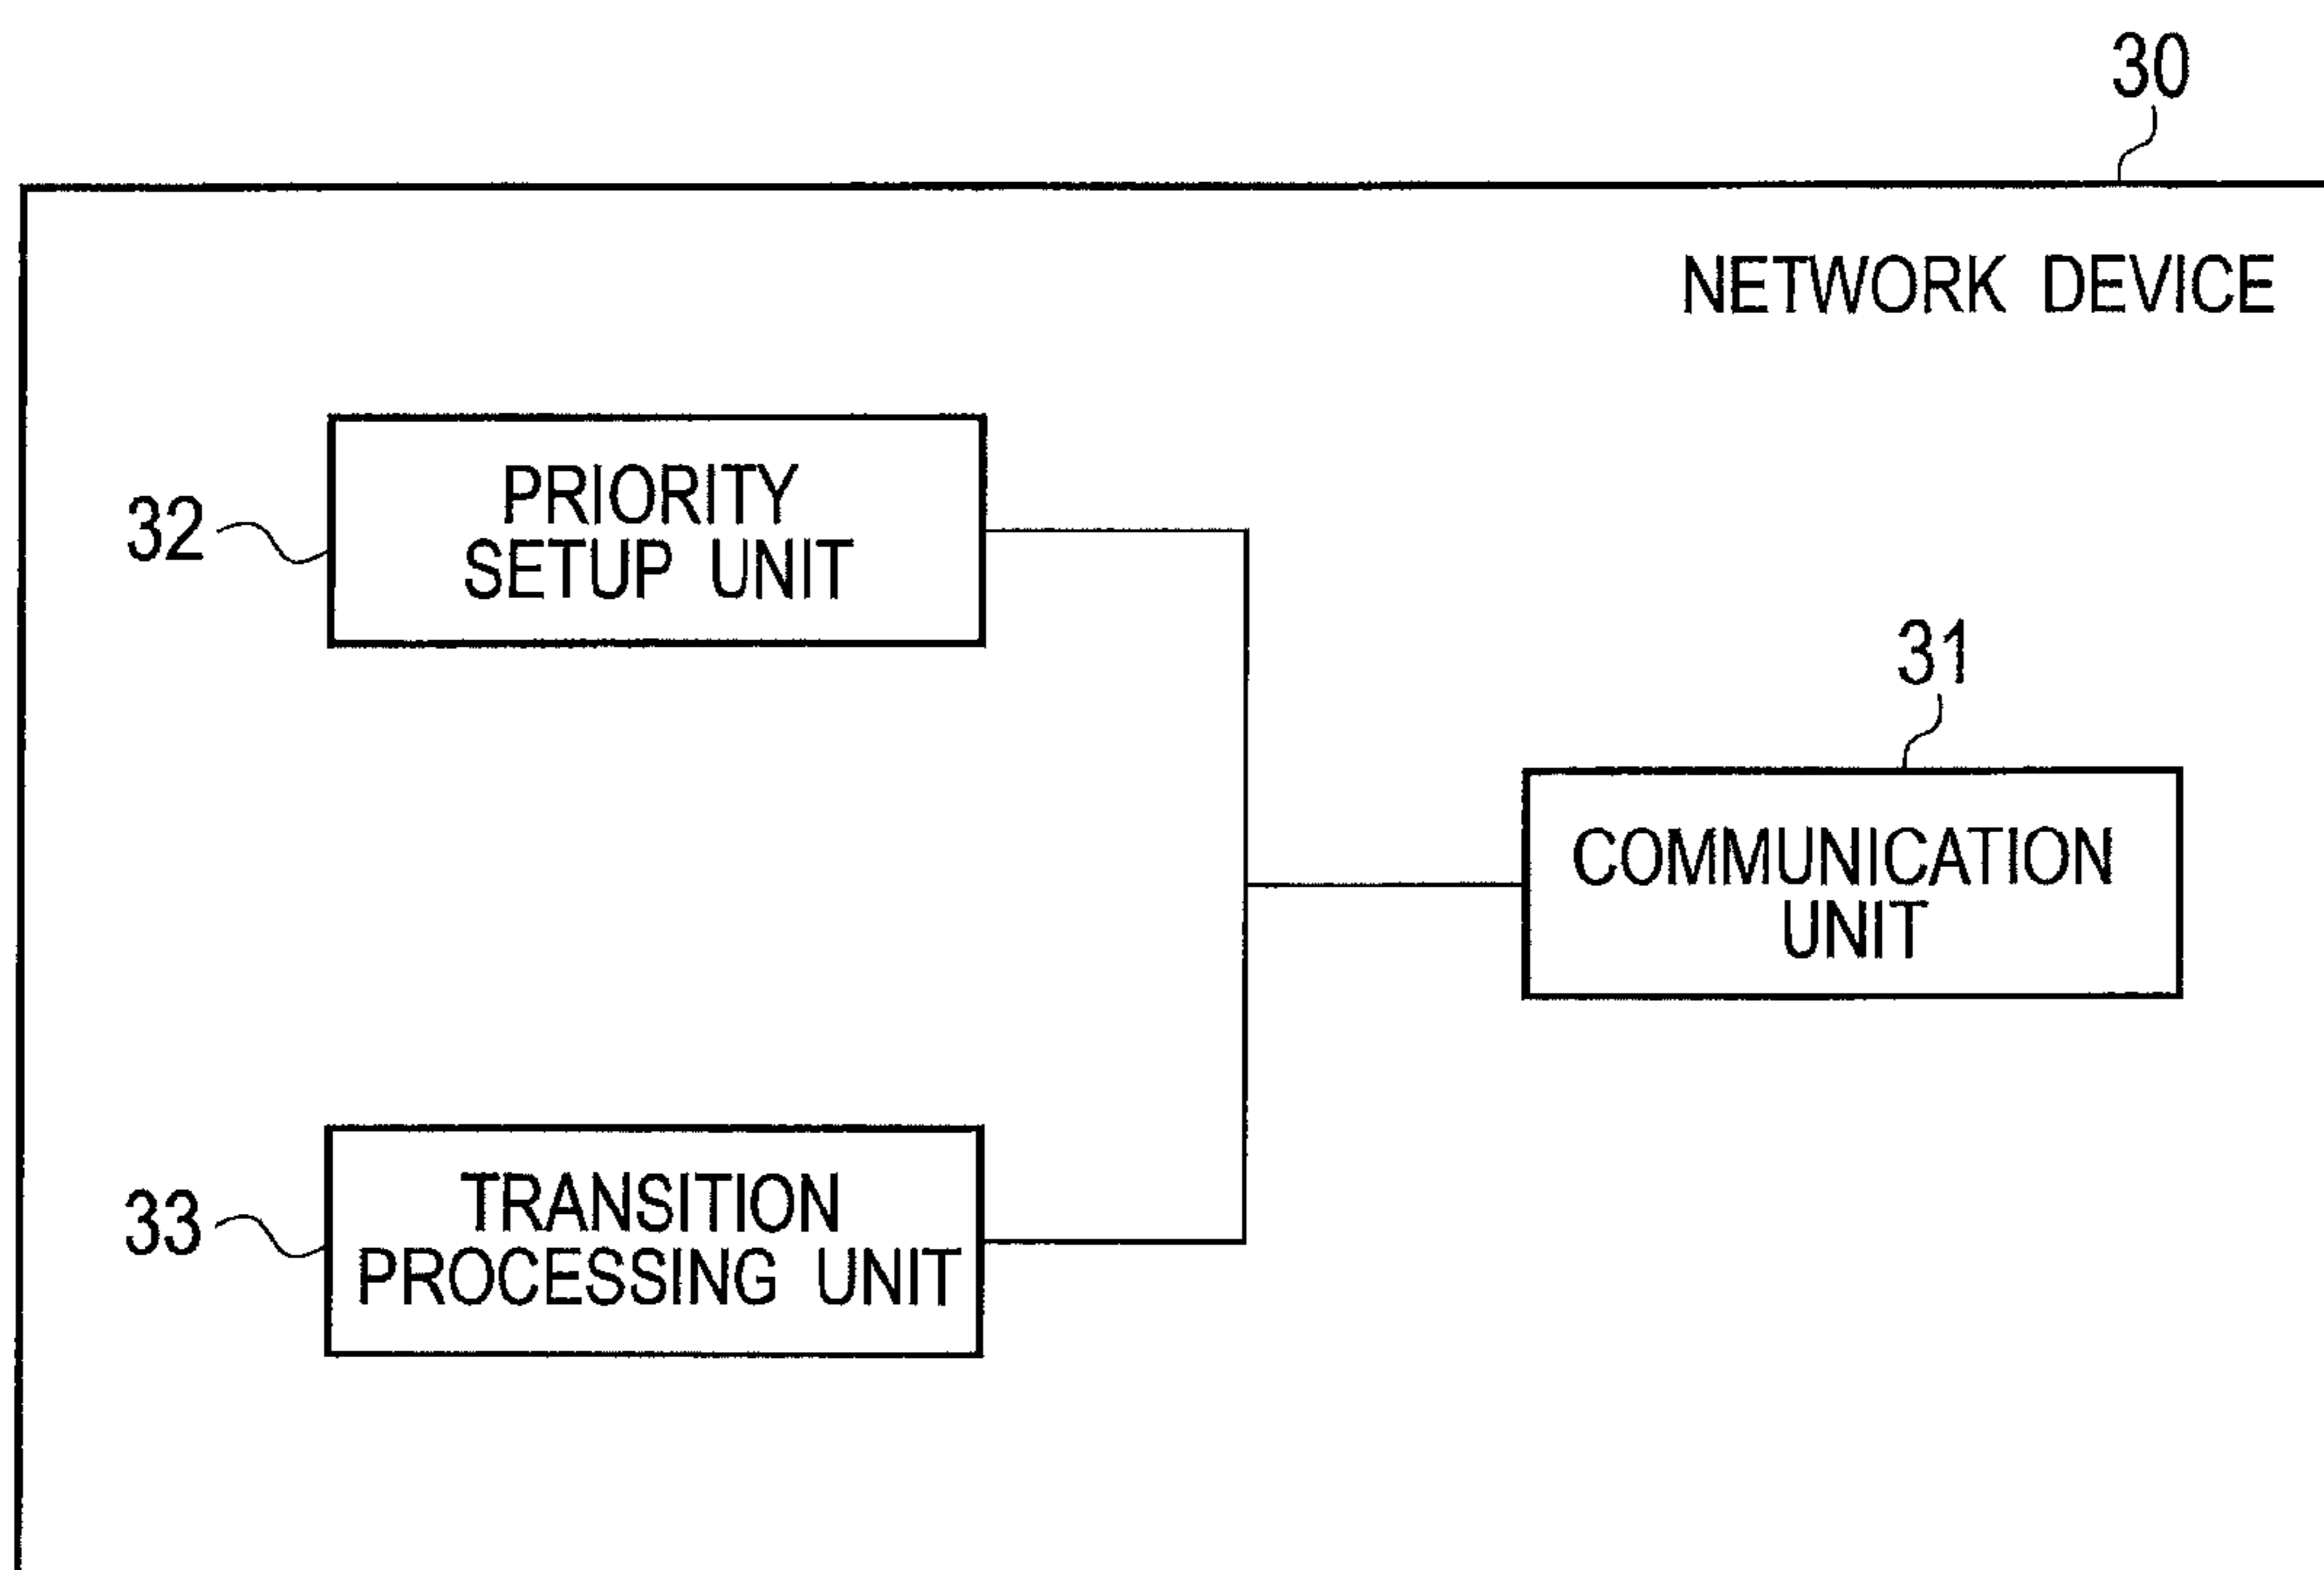 30
NETWORK DEVICE
32
PRIORITY
SETUP UNIT
31
COMMUNICATION
UNIT
33
TRANSITION
PROCESSING UNIT